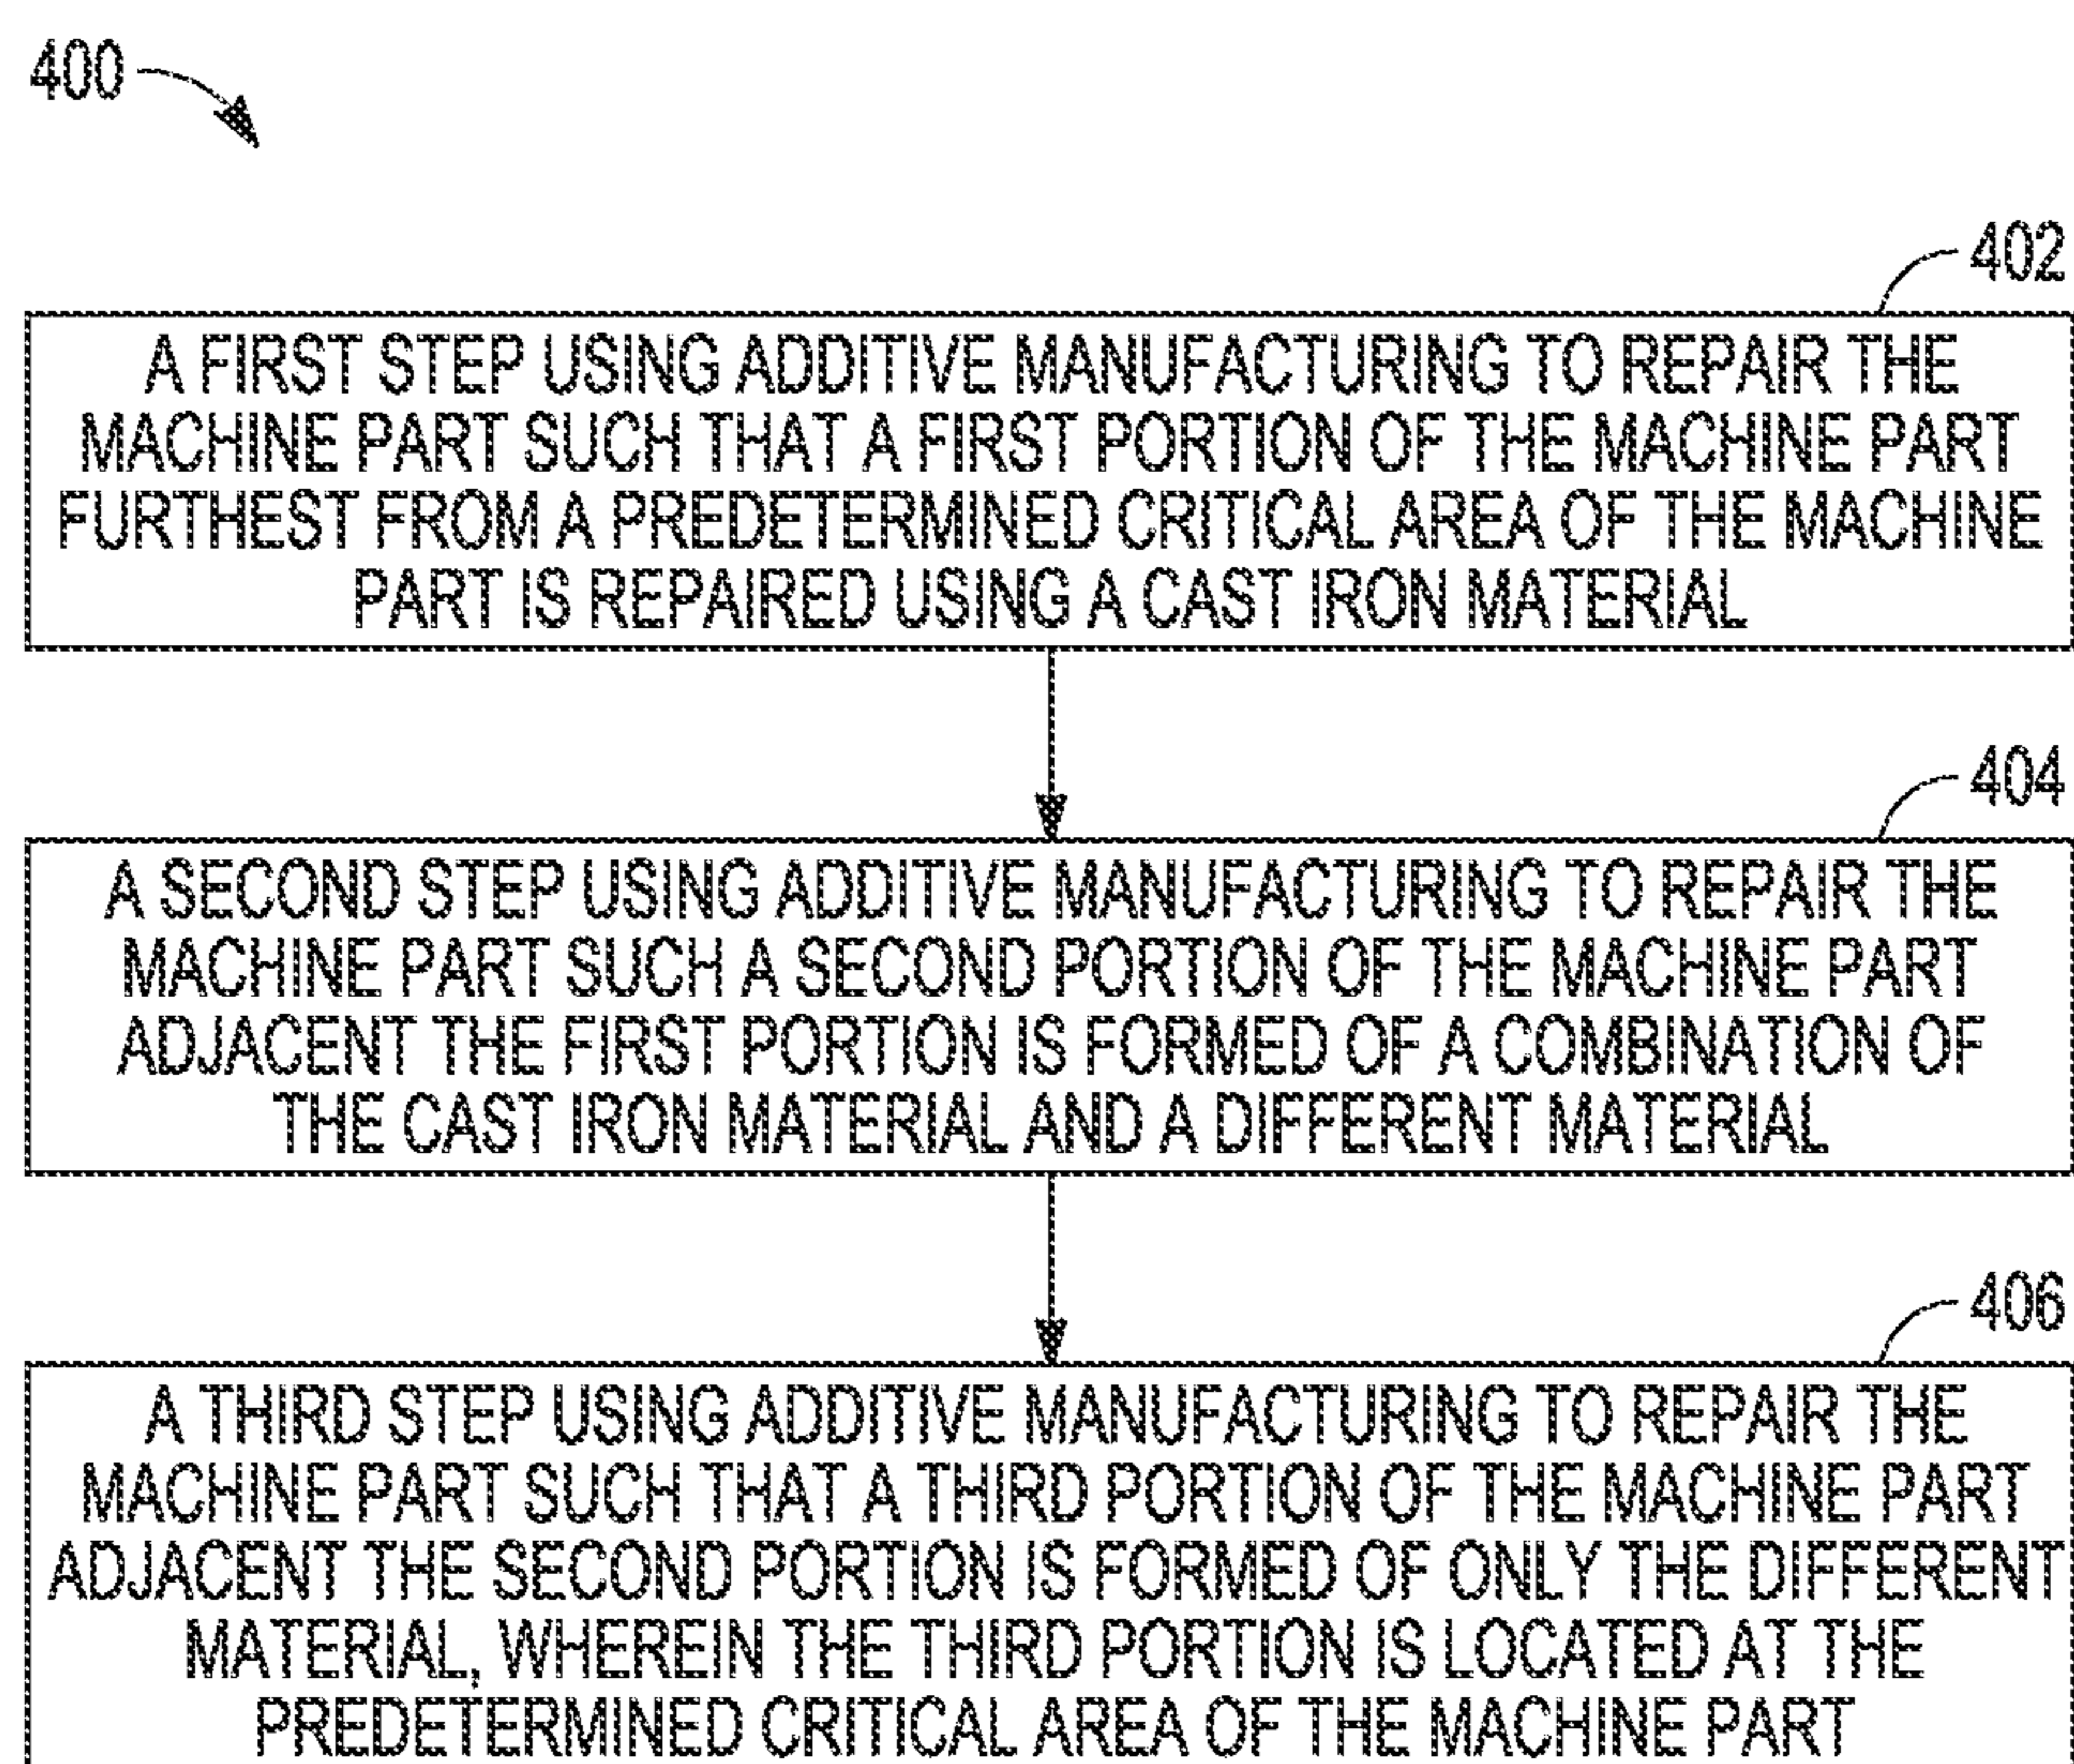 400
402
A FIRST STEP USING ADDITIVE MANUFACTURING TO REPAIR THE
MACHINE PART SUCH THAT A FIRST PORTION OF THE MACHINE PART
FURTHEST FROM A PREDETERMINED CRITICAL AREA OF THE MACHINE
PART IS REPAIRED USING A CAST IRON MATERIAL
404
A SECOND STEP USING ADDITIVE MANUFACTURING TO REPAIR THE
MACHINE PART SUCH A SECOND PORTION OF THE MACHINE PART
ADJACENT THE FIRST PORTION IS FORMED OF A COMBINATION OF
THE CAST IRON MATERIAL AND A DIFFERENT MATERIAL
406
A THIRD STEP USING ADDITIVE MANUFACTURING TO REPAIR THE
MACHINE PART SUCH THAT A THIRD PORTION OF THE MACHINE PART
ADJACENT THE SECOND PORTION IS FORMED OF ONLY THE DIFFERENT
MATERIAL, WHEREIN THE THIRD PORTION IS LOCATED AT THE
PREDETERMINED CRITICAL AREA OF THE MACHINE PART